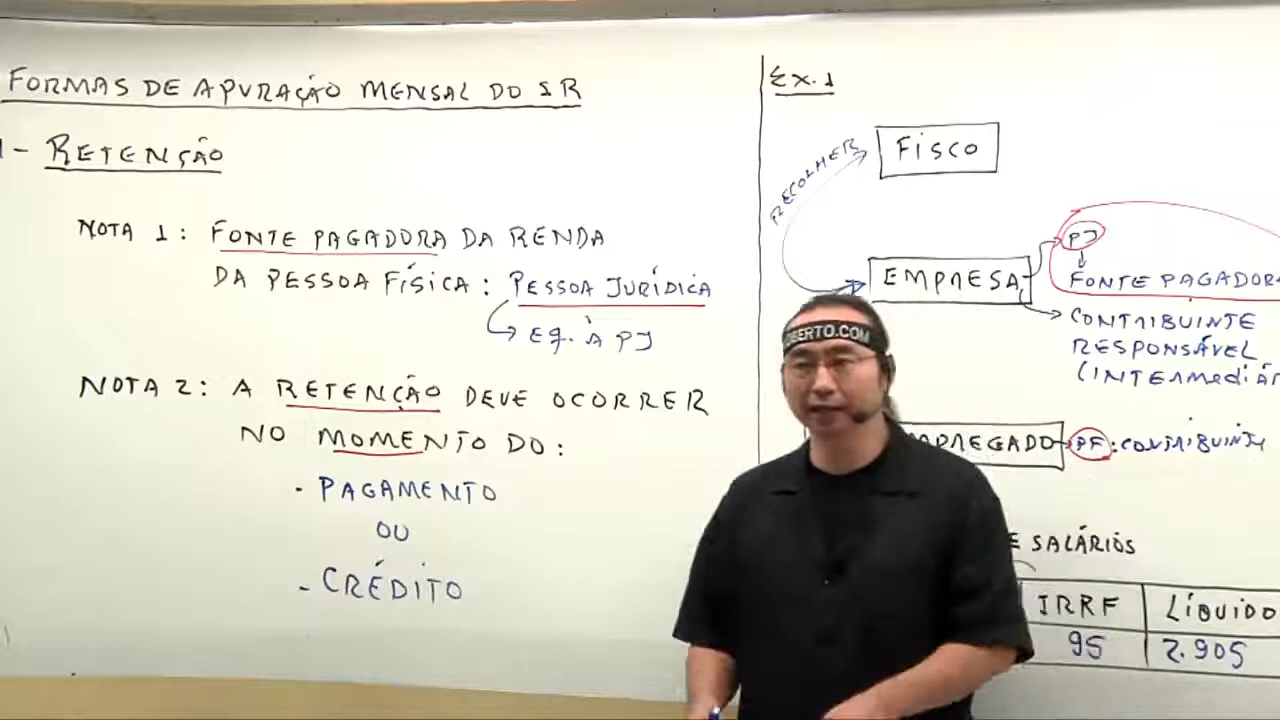 FORMAS DE APURAÇÃO MENSAL DO IR
- RETENÇÃO
NOTA 1: FONTE PAGADORA DA RENDA
DA PESSOA FÍSICA: PESSOA JURÍDICA
EQ. À PJ
NOTA 2: A RETENÇÃO DEVE OCORRER
NO MOMENTO DO:
- PAGAMENTO
OU
- CRÉDITO
Ex. 1
FISCO
RECOLHER
EMPRESA
PJ
FONTE PAGADORA
CONTRIBUINTE
RESPONSÁVEL
OBERTO.COM
PF: CONTRIBUINTE
SALÁRIOS
IRRF LÍQUIDO
95 2.905